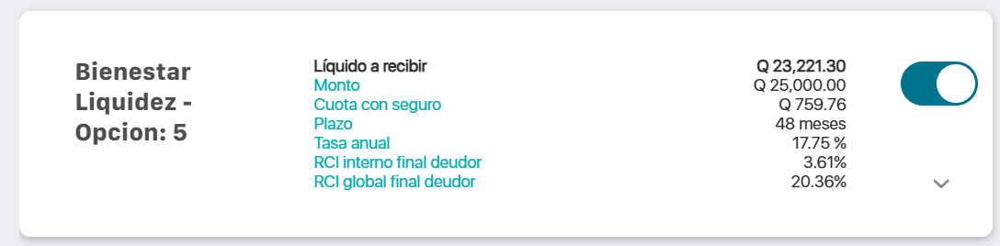 Bienestar
Liquidez -
Opcion: 5
Líquido a recibir Q 23,221.30
Monto Q 25,000.00
Cuota con seguro Q 759.76
Plazo 48 meses
Tasa anual 17.75 %
RCI interno final deudor 3.61%
RCI global final deudor 20.36%